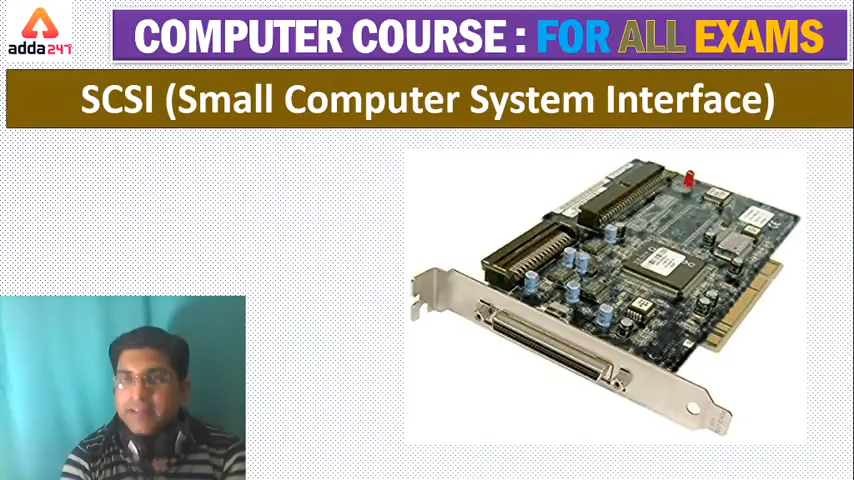 adda247
COMPUTER COURSE : FOR ALL EXAMS
SCSI (Small Computer System Interface)